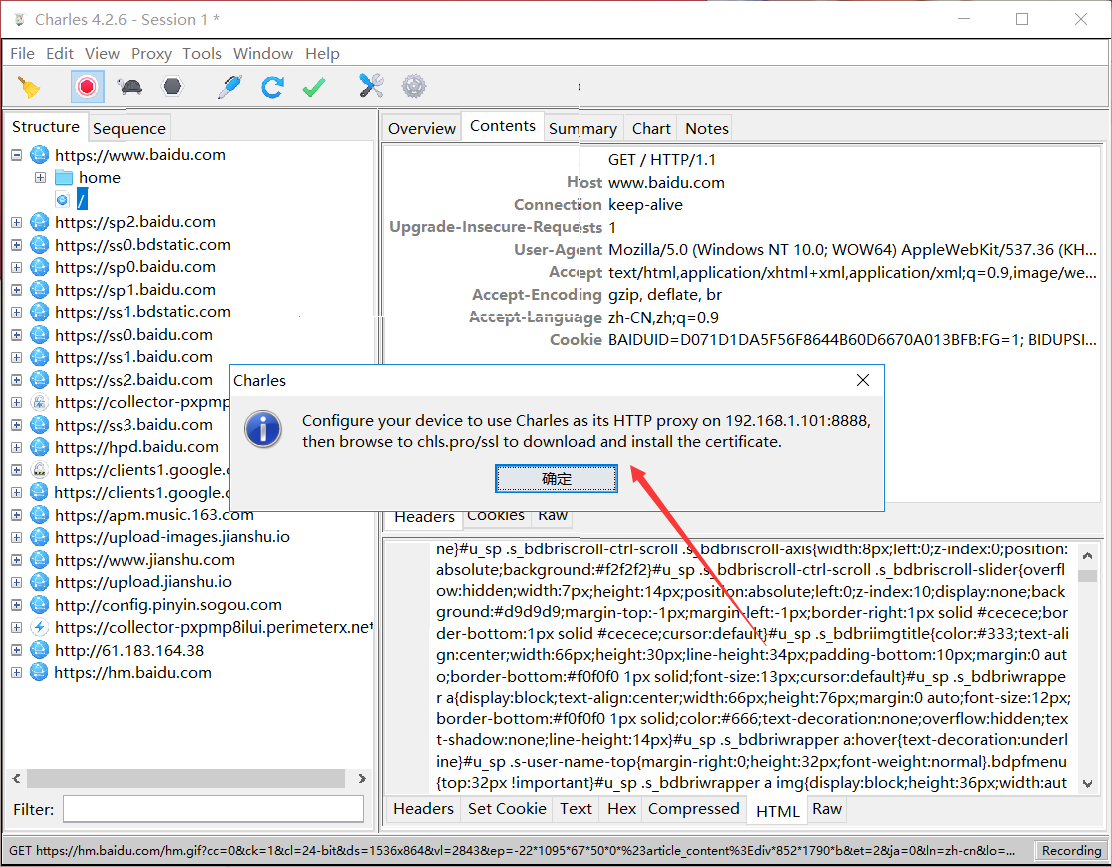 Charles 4.2.6 - Session 1 *
File Edit View Proxy Tools Window Help
Structure Sequence
https://www.baidu.com
home
/
https://sp2.baidu.com
https://ss0.bdstatic.com
https://sp0.baidu.com
https://sp1.baidu.com
https://ss1.bdstatic.com
https://ss0.baidu.com
https://ss1.baidu.com
https://ss2.baidu.com
https://collector-pxpmp
https://ss3.baidu.com
https://hpd.baidu.com
https://clients1.google.c
https://clients1.google.c
https://apm.music.163.com
https://upload-images.jianshu.io
https://www.jianshu.com
https://upload.jianshu.io
http://config.pinyin.sogou.com
https://collector-pxpmp8ilui.perimeterx.net
http://61.183.164.38
https://hm.baidu.com
Filter:
Overview Contents Summary Chart Notes
GET / HTTP/1.1
Host www.baidu.com
Connection keep-alive
Upgrade-Insecure-Requests 1
User-Agent Mozilla/5.0 (Windows NT 10.0; WOW64) AppleWebKit/537.36 (KH...
Accept text/html,application/xhtml+xml,application/xml;q=0.9,image/we...
Accept-Encoding gzip, deflate, br
Accept-Language zh-CN,zh;q=0.9
Cookie BAIDUID=D071D1DA5F56F8644B60D6670A013BFB:FG=1; BIDUPSI...
Charles
Configure your device to use Charles as its HTTP proxy on 192.168.1.101:8888,
then browse to chls.pro/ssl to download and install the certificate.
确定
Headers Cookies Raw
ne}#u_sp .s_bdbriscroll-ctrl-scroll .s_bdbriscroll-axis{width:8px;left:0;z-index:0;position:
absolute;background:#f2f2f2}#u_sp .s_bdbriscroll-ctrl-scroll .s_bdbriscroll-slider{overfl
ow:hidden;width:7px;height:14px;position:absolute;left:0;z-index:10;display:none;back
ground:#d9d9d9;margin-top:-1px;margin-left:-1px;border-right:1px solid #cecece;bor
der-bottom:1px solid #cecece;cursor:default}#u_sp .s_bdbriimgtitle{color:#333;text-ali
gn:center;width:66px;height:30px;line-height:34px;padding-bottom:10px;margin:0 aut
o;border-bottom:#f0f0f0 1px solid;font-size:13px;cursor:default}#u_sp .s_bdbriwrappe
r a{display:block;text-align:center;width:66px;height:76px;margin:0 auto;font-size:12px;
border-bottom:#f0f0f0 1px solid;color:#666;text-decoration:none;overflow:hidden;tex
t-shadow:none;line-height:14px}#u_sp .s_bdbriwrapper a:hover{text-decoration:underl
ine}#u_sp .s-user-name-top{margin-right:0;height:32px;font-weight:normal}.bdpfmenu
{top:32px !important}#u_sp .s_bdbriwrapper a img{display:block;height:36px;width:aut
Headers Set Cookie Text Hex Compressed HTML Raw
GET https://hm.baidu.com/hm.gif?cc=0&ck=1&cl=24-bit&ds=1536x864&vl=2843&ep=-22*1095*67*50*0*%23article_content%3Ediv*852*1790*b&et=2&ja=0&ln=zh-cn&lo=...
Recording